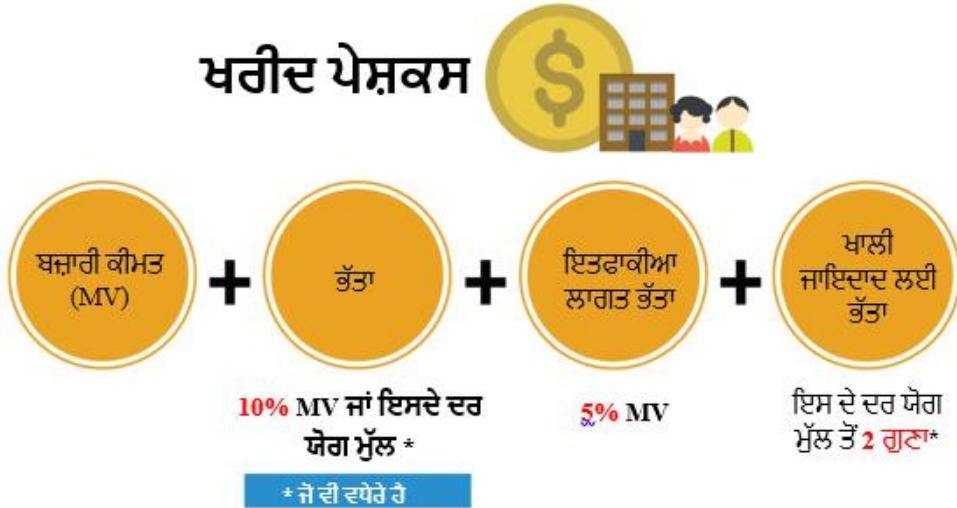 ਖਰੀਦ ਪੇਸ਼ਕਸ
$
ਬਜ਼ਾਰੀ ਕੀਮਤ
(MV)
+
ਭੱਤਾ
+
ਇਤਫਾਕੀਆ
ਲਾਗਤ ਭੱਤਾ
+
ਖਾਲੀ
ਜਾਇਦਾਦ ਲਈ
ਭੱਤਾ
10% MV ਜਾਂ ਇਸਦੇ ਦਰ
ਯੋਗ ਮੁੱਲ *
* ਜੋ ਵੀ ਵਧੇਰੇ ਹੈ
5% MV
ਇਸ ਦੇ ਦਰ ਯੋਗ
ਮੁੱਲ ਤੋਂ 2 ਗੁਣਾ*